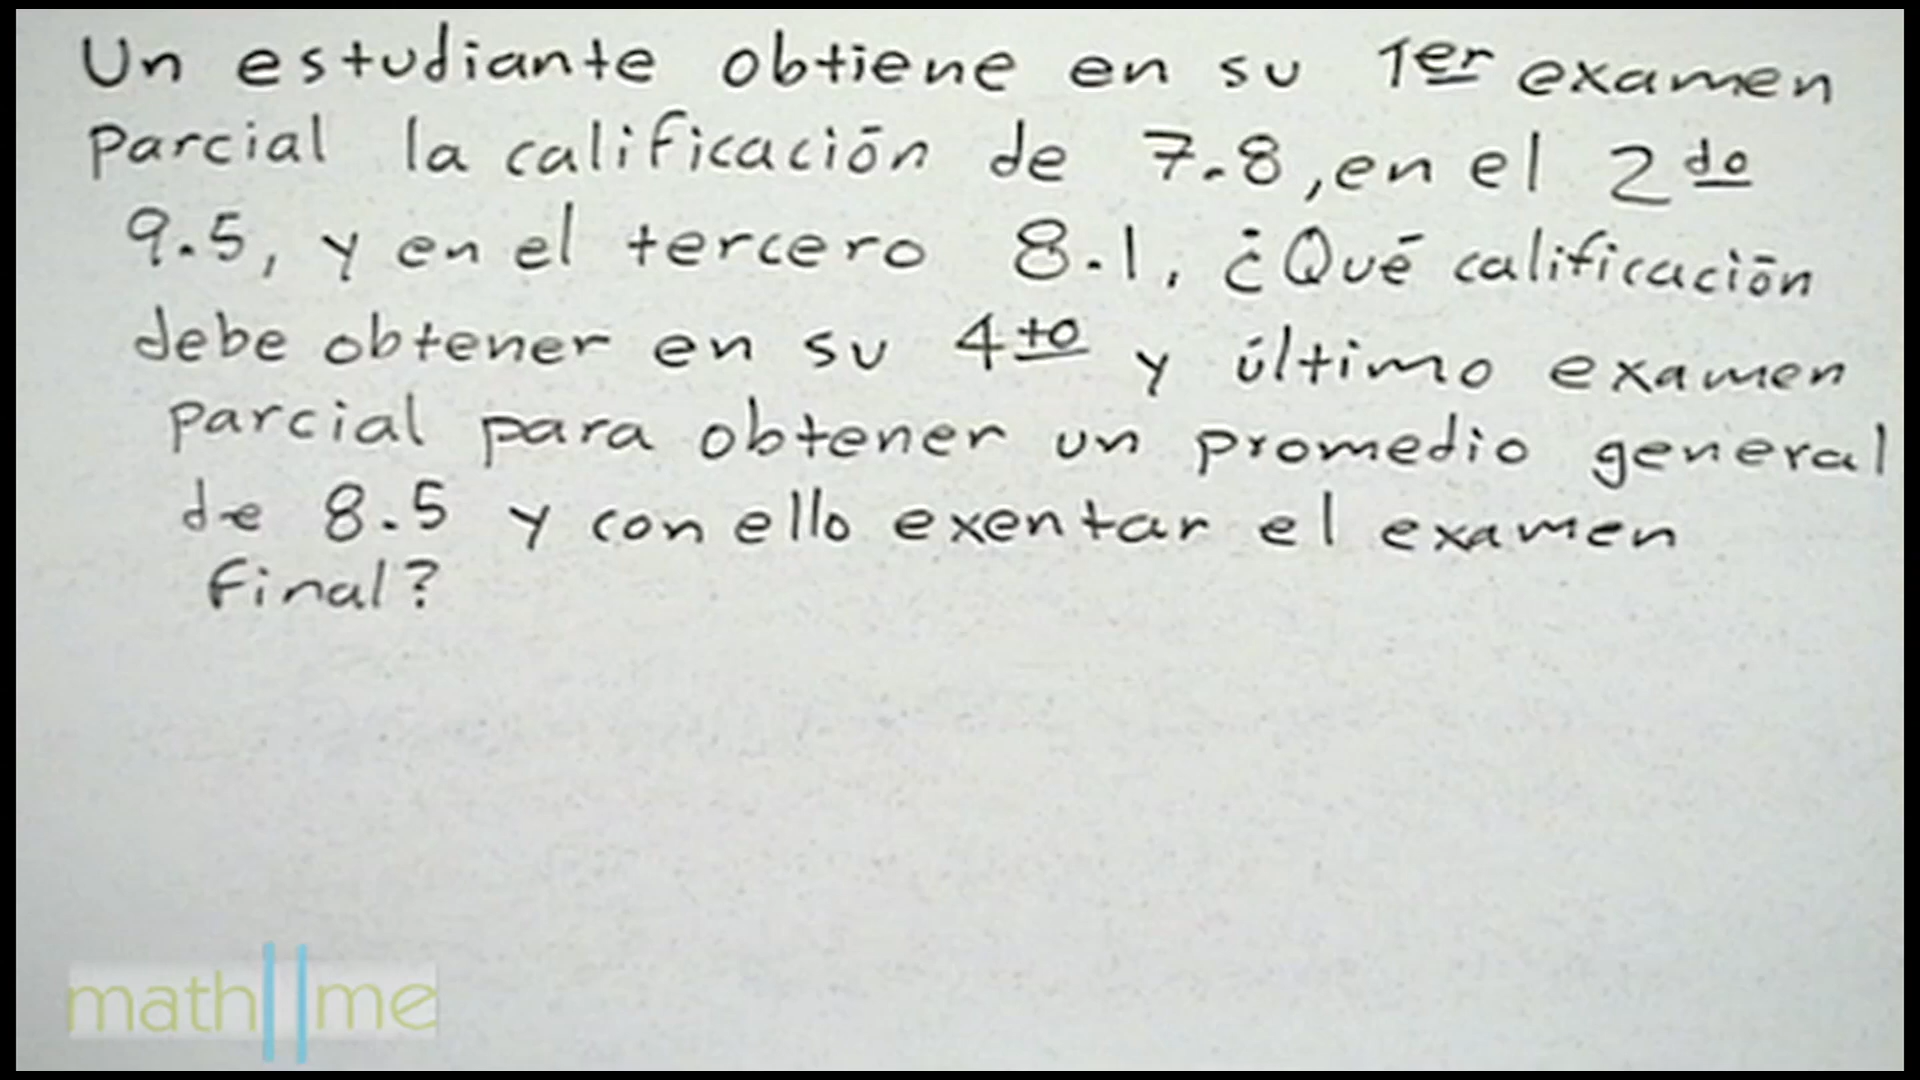 Un estudiante obtiene en su 1er examen
parcial la calificación de 7.8, en el 2do
9.5, y en el tercero 8.1, ¿Qué calificación
debe obtener en su 4to y último examen
parcial para obtener un promedio general
de 8.5 y con ello exentar el examen
final?
math||me